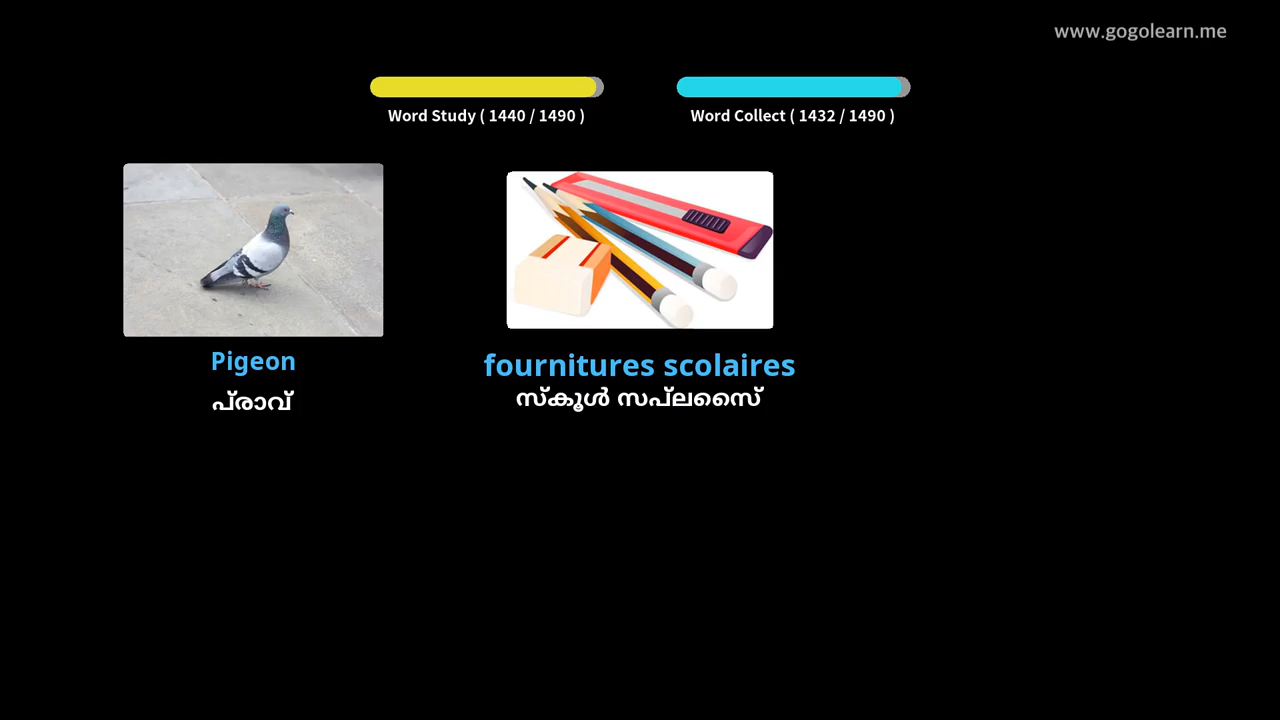 www.gogolearn.me
Word Study ( 1440 / 1490 )
Word Collect ( 1432 / 1490 )
Pigeon
പ്രാവ്
fournitures scolaires
സ്കൂൾ സപ്ലൈസ്